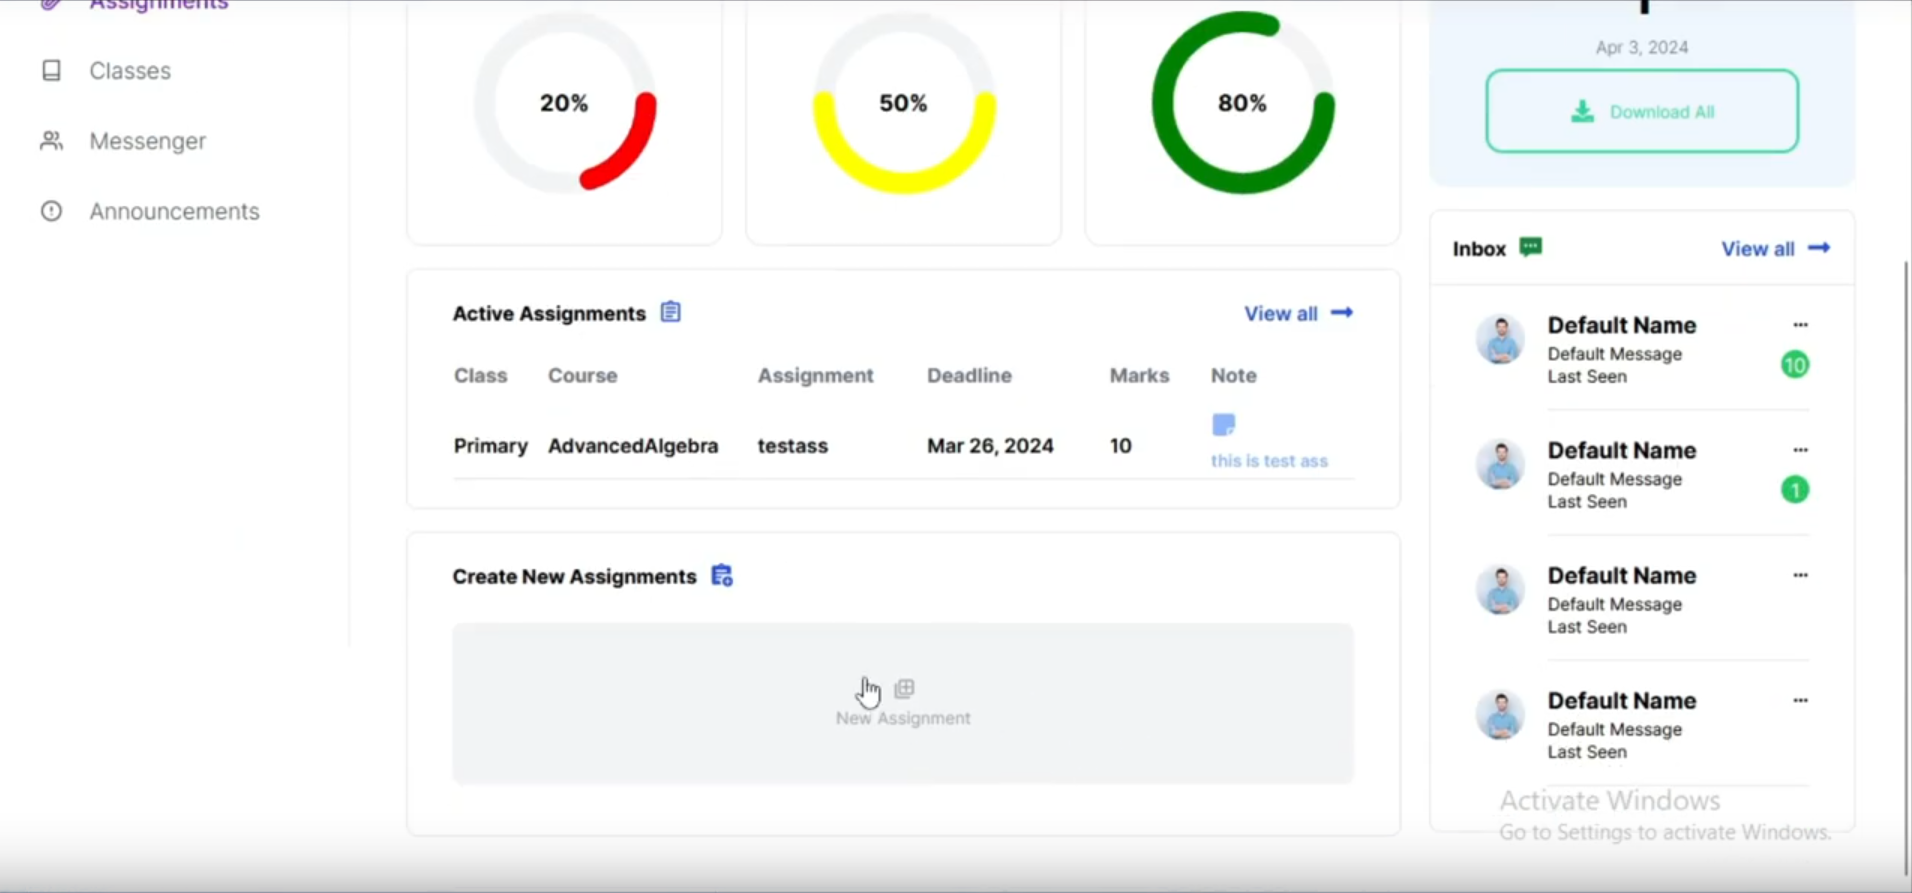 Assignments
Classes
Messenger
Announcements
20%
50%
80%
Apr 3, 2024
Download All
Active Assignments
View all
Class Course Assignment Deadline Marks Note
Primary AdvancedAlgebra testass Mar 26, 2024 10
this is test ass
Create New Assignments
New Assignment
Inbox
View all
Default Name
Default Message
Last Seen
10
Default Name
Default Message
Last Seen
1
Default Name
Default Message
Last Seen
Default Name
Default Message
Last Seen
Activate Windows
Go to Settings to activate Windows.